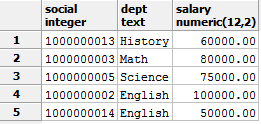 social dept salary
integer text numeric(12,2)
1 1000000013 History 60000.00
2 1000000003 Math 80000.00
3 1000000005 Science 75000.00
4 1000000002 English 100000.00
5 1000000014 English 50000.00